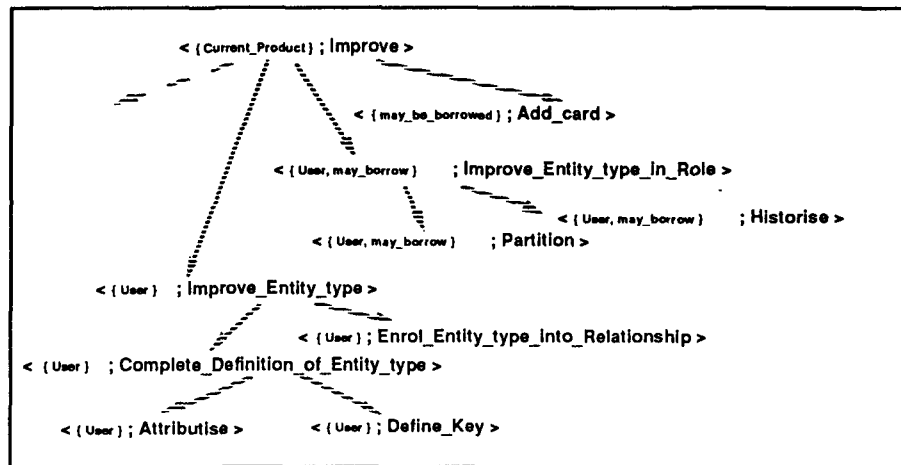 < { Current_Product } ; Improve >
< { may_be_borrowed } ; Add_card >
< { User, may_borrow } ; Improve_Entity_type_in_Role >
< { User, may_borrow } ; Historise >
< { User, may_borrow } ; Partition >
< { User } ; Improve_Entity_type >
< { User } ; Enrol_Entity_type_into_Relationship >
< { User } ; Complete_Definition_of_Entity_type >
< { User } ; Attributise > < { User } ; Define_Key >